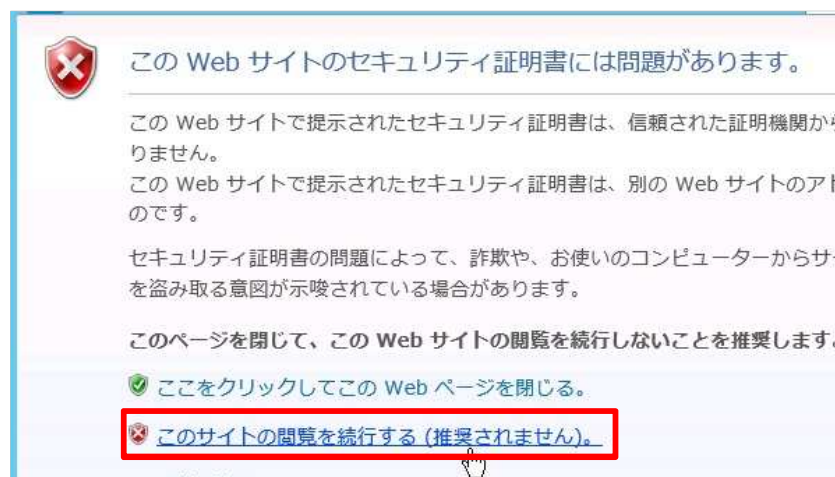 この Web サイトのセキュリティ証明書には問題があります。
この Web サイトで提示されたセキュリティ証明書は、信頼された証明機関か
りません。
この Web サイトで提示されたセキュリティ証明書は、別の Web サイトのア
のです。
セキュリティ証明書の問題によって、詐欺や、お使いのコンピューターからサ
を盗み取る意図が示唆されている場合があります。
このページを閉じて、この Web サイトの閲覧を続行しないことを推奨します。
ここをクリックしてこの Web ページを閉じる。
このサイトの閲覧を続行する (推奨されません)。